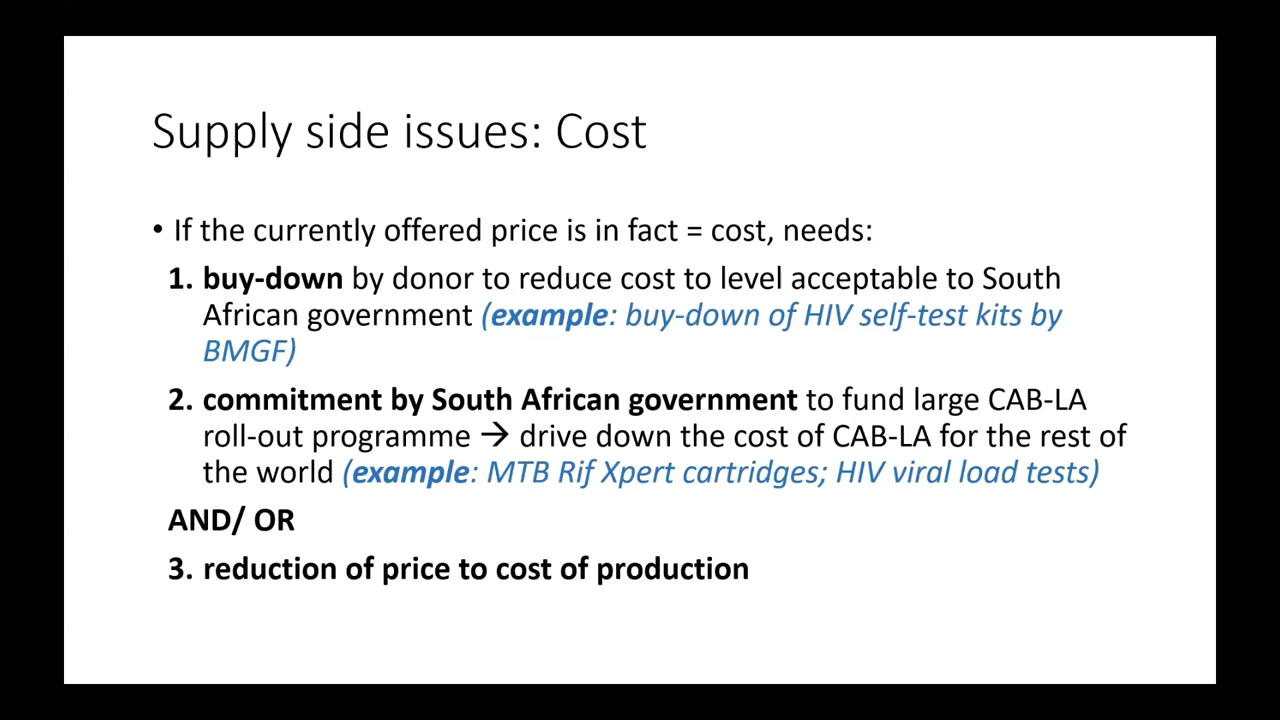 Supply side issues: Cost
• If the currently offered price is in fact = cost, needs:
1. buy-down by donor to reduce cost to level acceptable to South
African government (example: buy-down of HIV self-test kits by
BMGF)
2. commitment by South African government to fund large CAB-LA
roll-out programme → drive down the cost of CAB-LA for the rest of
the world (example: MTB Rif Xpert cartridges; HIV viral load tests)
AND/ OR
3. reduction of price to cost of production